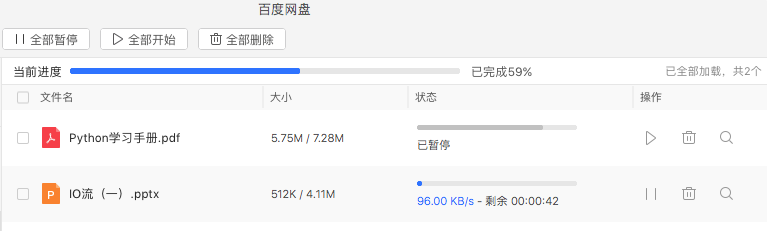 百度网盘
全部暂停 全部开始 全部删除
当前进度 已完成59% 已全部加载，共2个
文件名 大小 状态 操作
Python学习手册.pdf 5.75M / 7.28M 已暂停
IO流（一）.pptx 512K / 4.11M 96.00 KB/s - 剩余 00:00:42